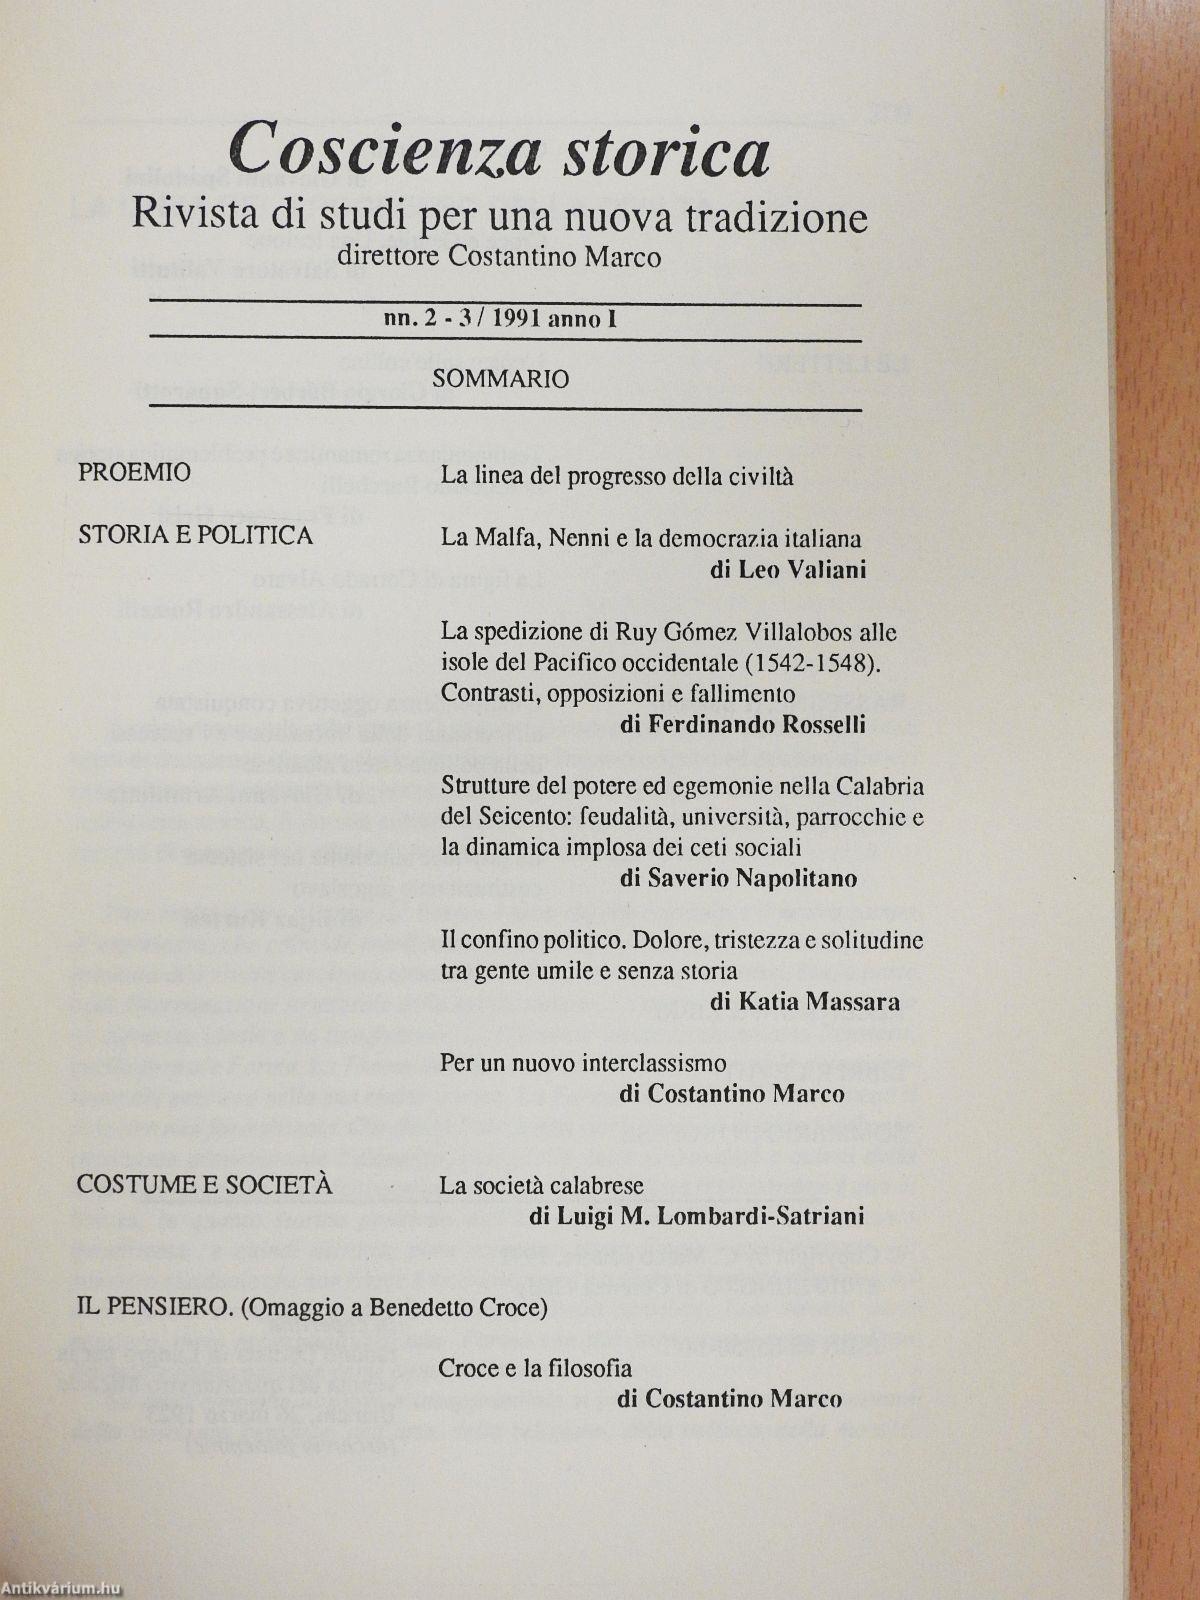 Coscienza storica
Rivista di studi per una nuova tradizione
direttore Costantino Marco
nn. 2 - 3 / 1991 anno I
SOMMARIO
PROEMIO
La linea del progresso della civiltà
STORIA E POLITICA
La Malfa, Nenni e la democrazia italiana
di Leo Valiani
La spedizione di Ruy Gómez Villalobos alle
isole del Pacifico occidentale (1542-1548).
Contrasti, opposizioni e fallimento
di Ferdinando Rosselli
Strutture del potere ed egemonie nella Calabria
del Seicento: feudalità, università, parrocchie e
la dinamica implosa dei ceti sociali
di Saverio Napolitano
Il confino politico. Dolore, tristezza e solitudine
tra gente umile e senza storia
di Katia Massara
Per un nuovo interclassismo
di Costantino Marco
COSTUME E SOCIETÀ
La società calabrese
di Luigi M. Lombardi-Satriani
IL PENSIERO. (Omaggio a Benedetto Croce)
Croce e la filosofia
di Costantino Marco
Antikvárium.hu